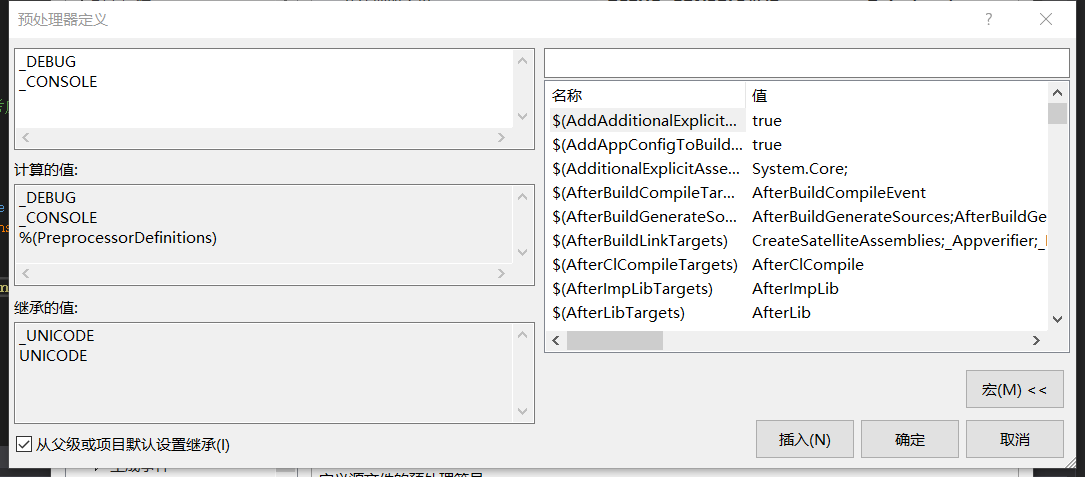 预处理器定义
?
_DEBUG
_CONSOLE
计算的值:
_DEBUG
_CONSOLE
%(PreprocessorDefinitions)
继承的值:
_UNICODE
UNICODE
从父级或项目默认设置继承(I)
名称 值
$(AddAdditionalExplicit... true
$(AddAppConfigToBuild... true
$(AdditionalExplicitAsse... System.Core;
$(AfterBuildCompileTar... AfterBuildCompileEvent
$(AfterBuildGenerateSo... AfterBuildGenerateSources;AfterBuildGe
$(AfterBuildLinkTargets) CreateSatelliteAssemblies;_Appverifier;_
$(AfterClCompileTargets) AfterClCompile
$(AfterImpLibTargets) AfterImpLib
$(AfterLibTargets) AfterLib
宏(M) <<
插入(N) 确定 取消